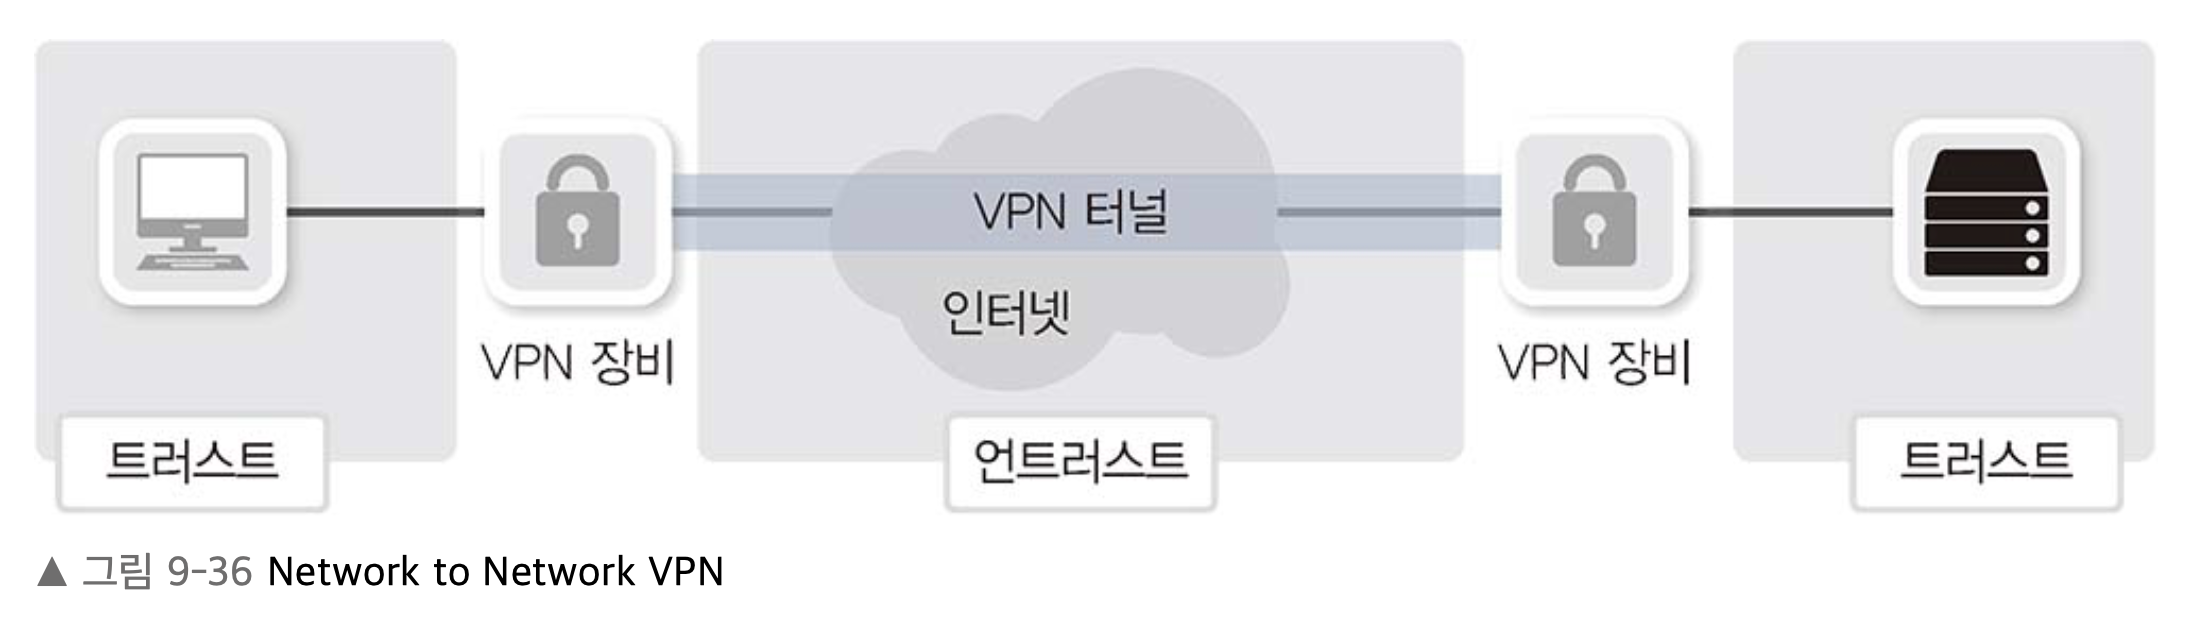 VPN 터널
인터넷
VPN 장비
VPN 장비
트러스트
언트러스트
트러스트
▲ 그림 9-36 Network to Network VPN